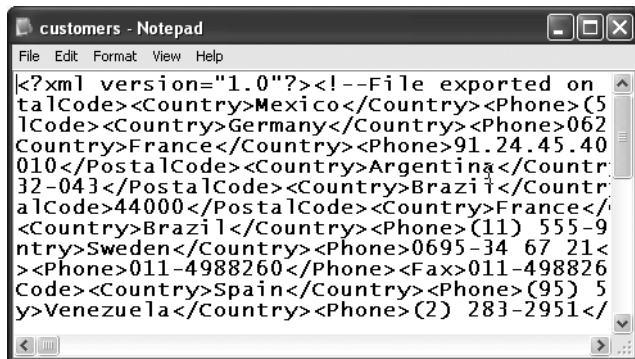 customers - Notepad
File Edit Format View Help
<?xml version="1.0"?><!--File exported on
talCode><Country>Mexico</Country><Phone>(5
lCode><Country>Germany</Country><Phone>062
Country>France</Country><Phone>91.24.45.40
010</PostalCode><Country>Argentina</Countr
32-043</PostalCode><Country>Brazil</Countr
alCode>44000</PostalCode><Country>France</
<Country>Brazil</Country><Phone>(11) 555-9
ntry>Sweden</Country><Phone>0695-34 67 21<
><Phone>011-4988260</Phone><Fax>011-498826
Code><Country>Spain</Country><Phone>(95) 5
y>Venezuela</Country><Phone>(2) 283-2951</